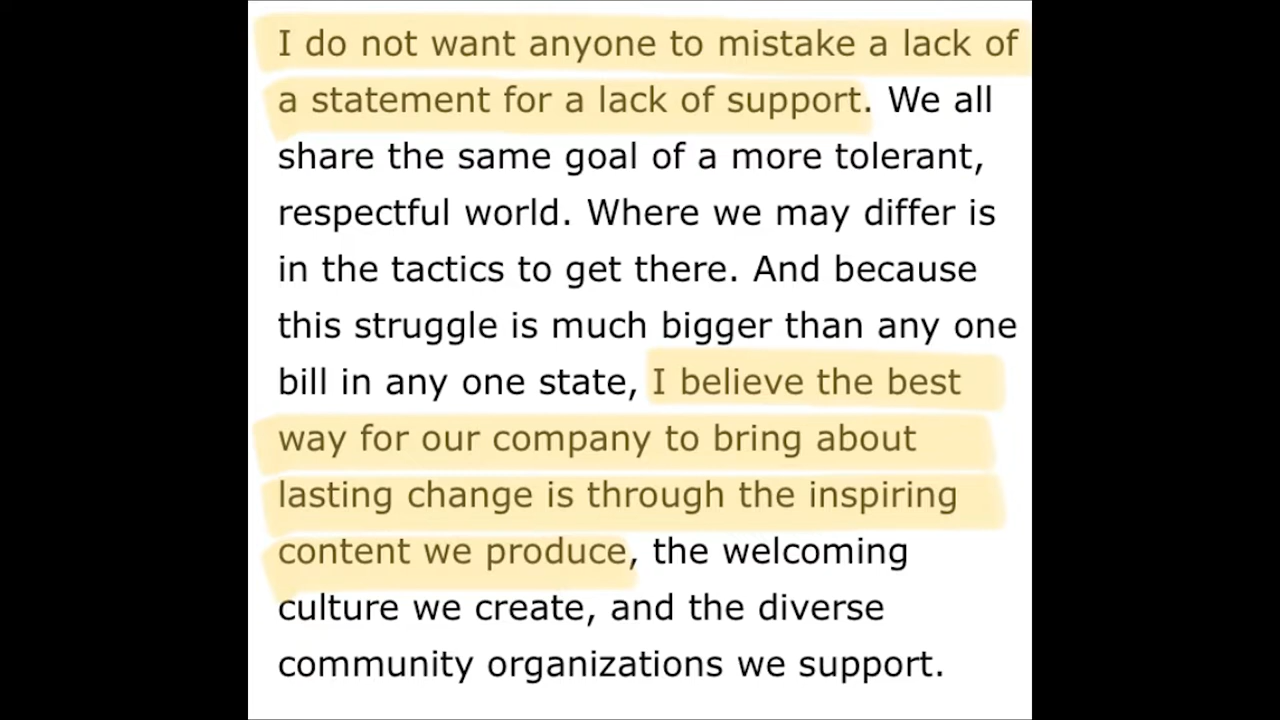 I do not want anyone to mistake a lack of
a statement for a lack of support. We all
share the same goal of a more tolerant,
respectful world. Where we may differ is
in the tactics to get there. And because
this struggle is much bigger than any one
bill in any one state, I believe the best
way for our company to bring about
lasting change is through the inspiring
content we produce, the welcoming
culture we create, and the diverse
community organizations we support.